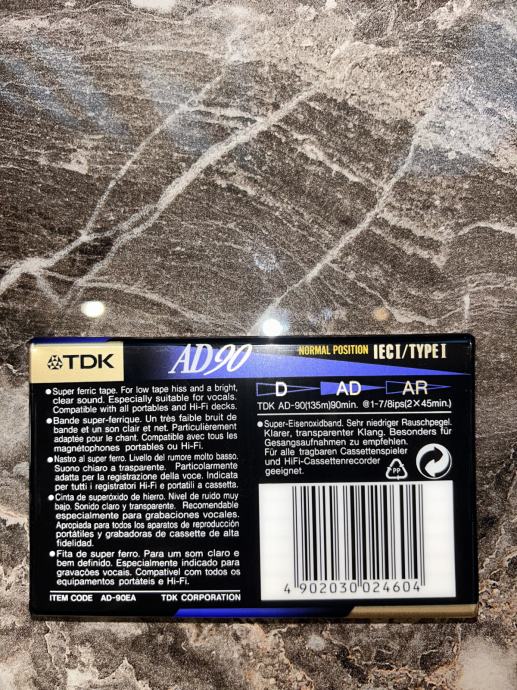 TDK
AD90
NORMAL POSITION IECI/TYPE I
●Super ferric tape. For low tape hiss and a bright,
clear sound. Especially suitable for vocals.
Compatible with all portables and Hi-Fi decks.
●Bande super-ferrique. Un très faible bruit de
bande et un son clair et net. Particulièrement
adaptée pour le chant. Compatible avec tous les
magnétophones portables ou Hi-Fi.
●Nastro al super ferro. Livello del rumore molto basso.
Suono chiaro a trasparente. Particolarmente
adatta per la registrazione della voce. Indicata
per tutti i registratori Hi-Fi e portatili a cassetta.
●Cinta de superóxido de hierro. Nivel de ruido muy
bajo. Sonido claro y transparente. Recomendable
especialmente para grabaciones vocales.
Apropiada para todos los aparatos de reproducción
portátiles y grabadoras de cassette de alta
fidelidad.
●Fita de super ferro. Para um som claro e
bem definido. Especialmente indicado para
gravações vocais. Compatível com todos os
equipamentos portáteis e Hi-Fi.
ITEM CODE AD-90EA TDK CORPORATION
D AD AR
TDK AD-90(135m)90min. @1-7/8ips(2×45min.)
●Super-Eisenoxidband. Sehr niedriger Rauschpegel.
Klarer, transparenter Klang. Besonders für
Gesangsaufnahmen zu empfehlen.
Für alle tragbaren Cassettenspieler
und HiFi-Cassettenrecorder
geeignet.
PP
4 902030 024604